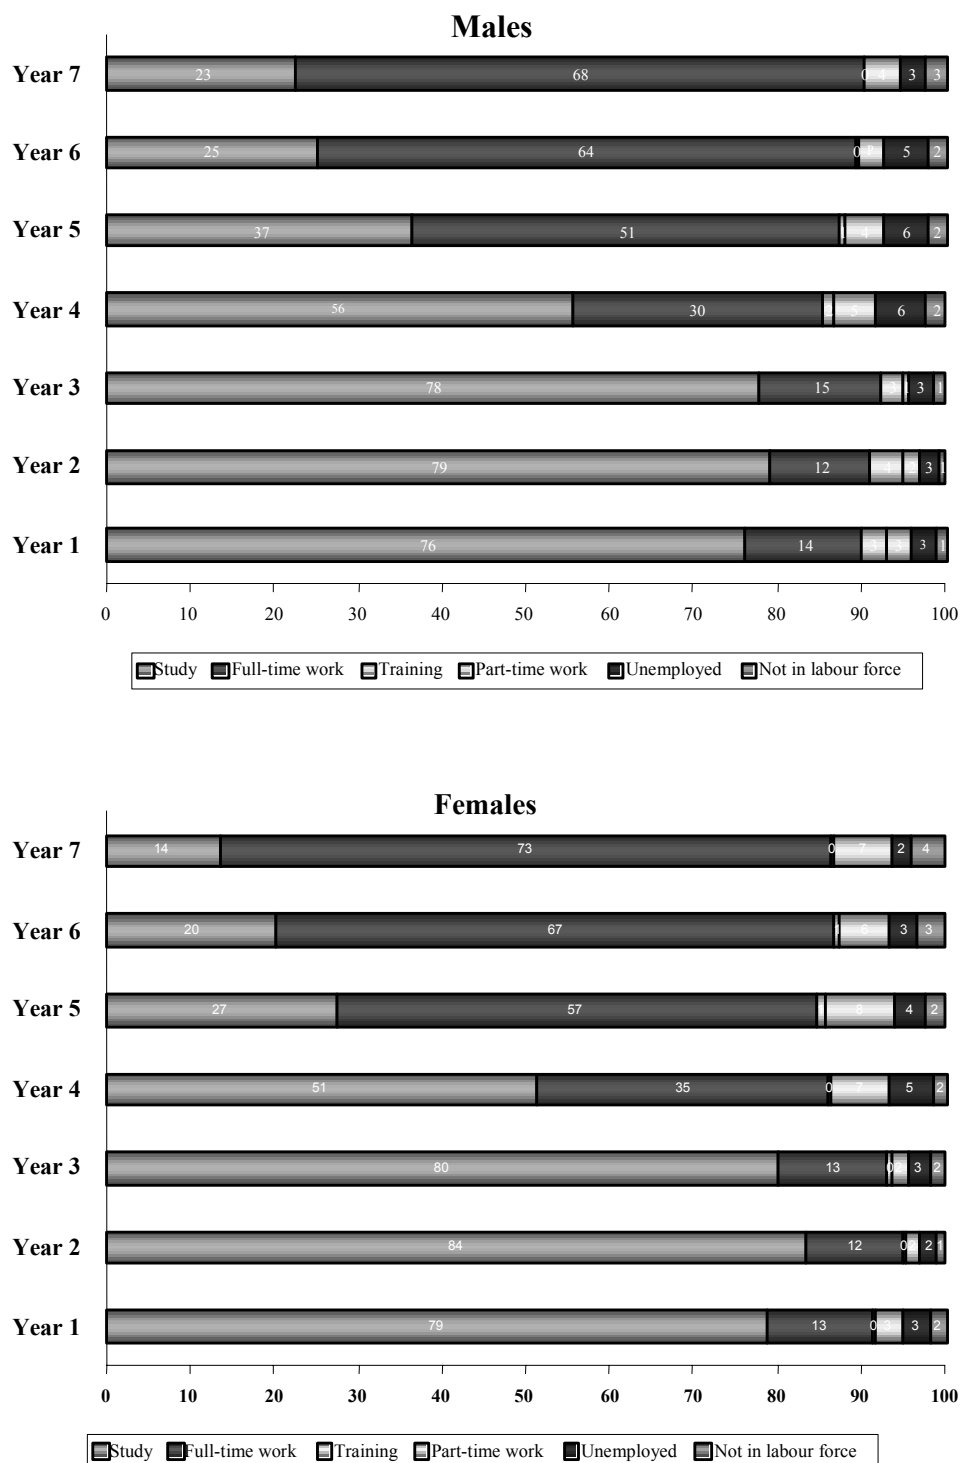 Males
Year 7 23 68 0 4 3 3
Year 6 25 64 0 5 2
Year 5 37 51 1 4 6 2
Year 4 56 30 2 5 6 2
Year 3 78 15 3 1 3 1
Year 2 79 12 4 2 3 1
Year 1 76 14 3 3 3 1
0 10 20 30 40 50 60 70 80 90 100
Study Full-time work Training Part-time work Unemployed Not in labour force
Females
Year 7 14 73 0 7 2 4
Year 6 20 67 1 6 3 3
Year 5 27 57 8 4 2
Year 4 51 35 0 7 5 2
Year 3 80 13 0 2 3 2
Year 2 84 12 0 2 2 1
Year 1 79 13 0 3 3 2
0 10 20 30 40 50 60 70 80 90 100
Study Full-time work Training Part-time work Unemployed Not in labour force